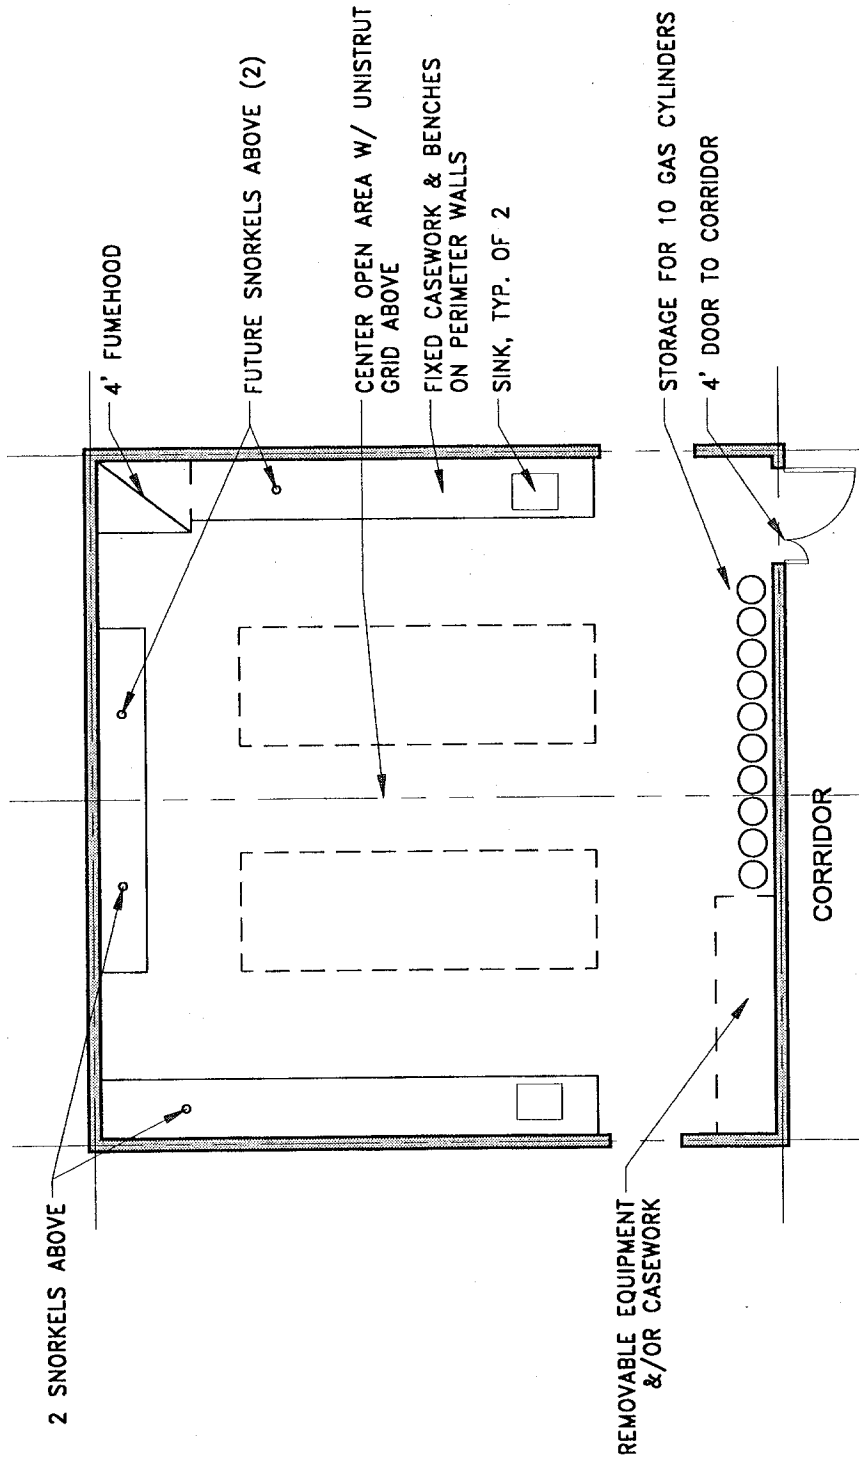 2 SNORKELS ABOVE
4' FUMEHOOD
FUTURE SNORKELS ABOVE (2)
CENTER OPEN AREA W/ UNISTRUT
GRID ABOVE
FIXED CASEWORK & BENCHES
ON PERIMETER WALLS
SINK, TYP. OF 2
STORAGE FOR 10 GAS CYLINDERS
4' DOOR TO CORRIDOR
REMOVABLE EQUIPMENT
&/OR CASEWORK
CORRIDOR